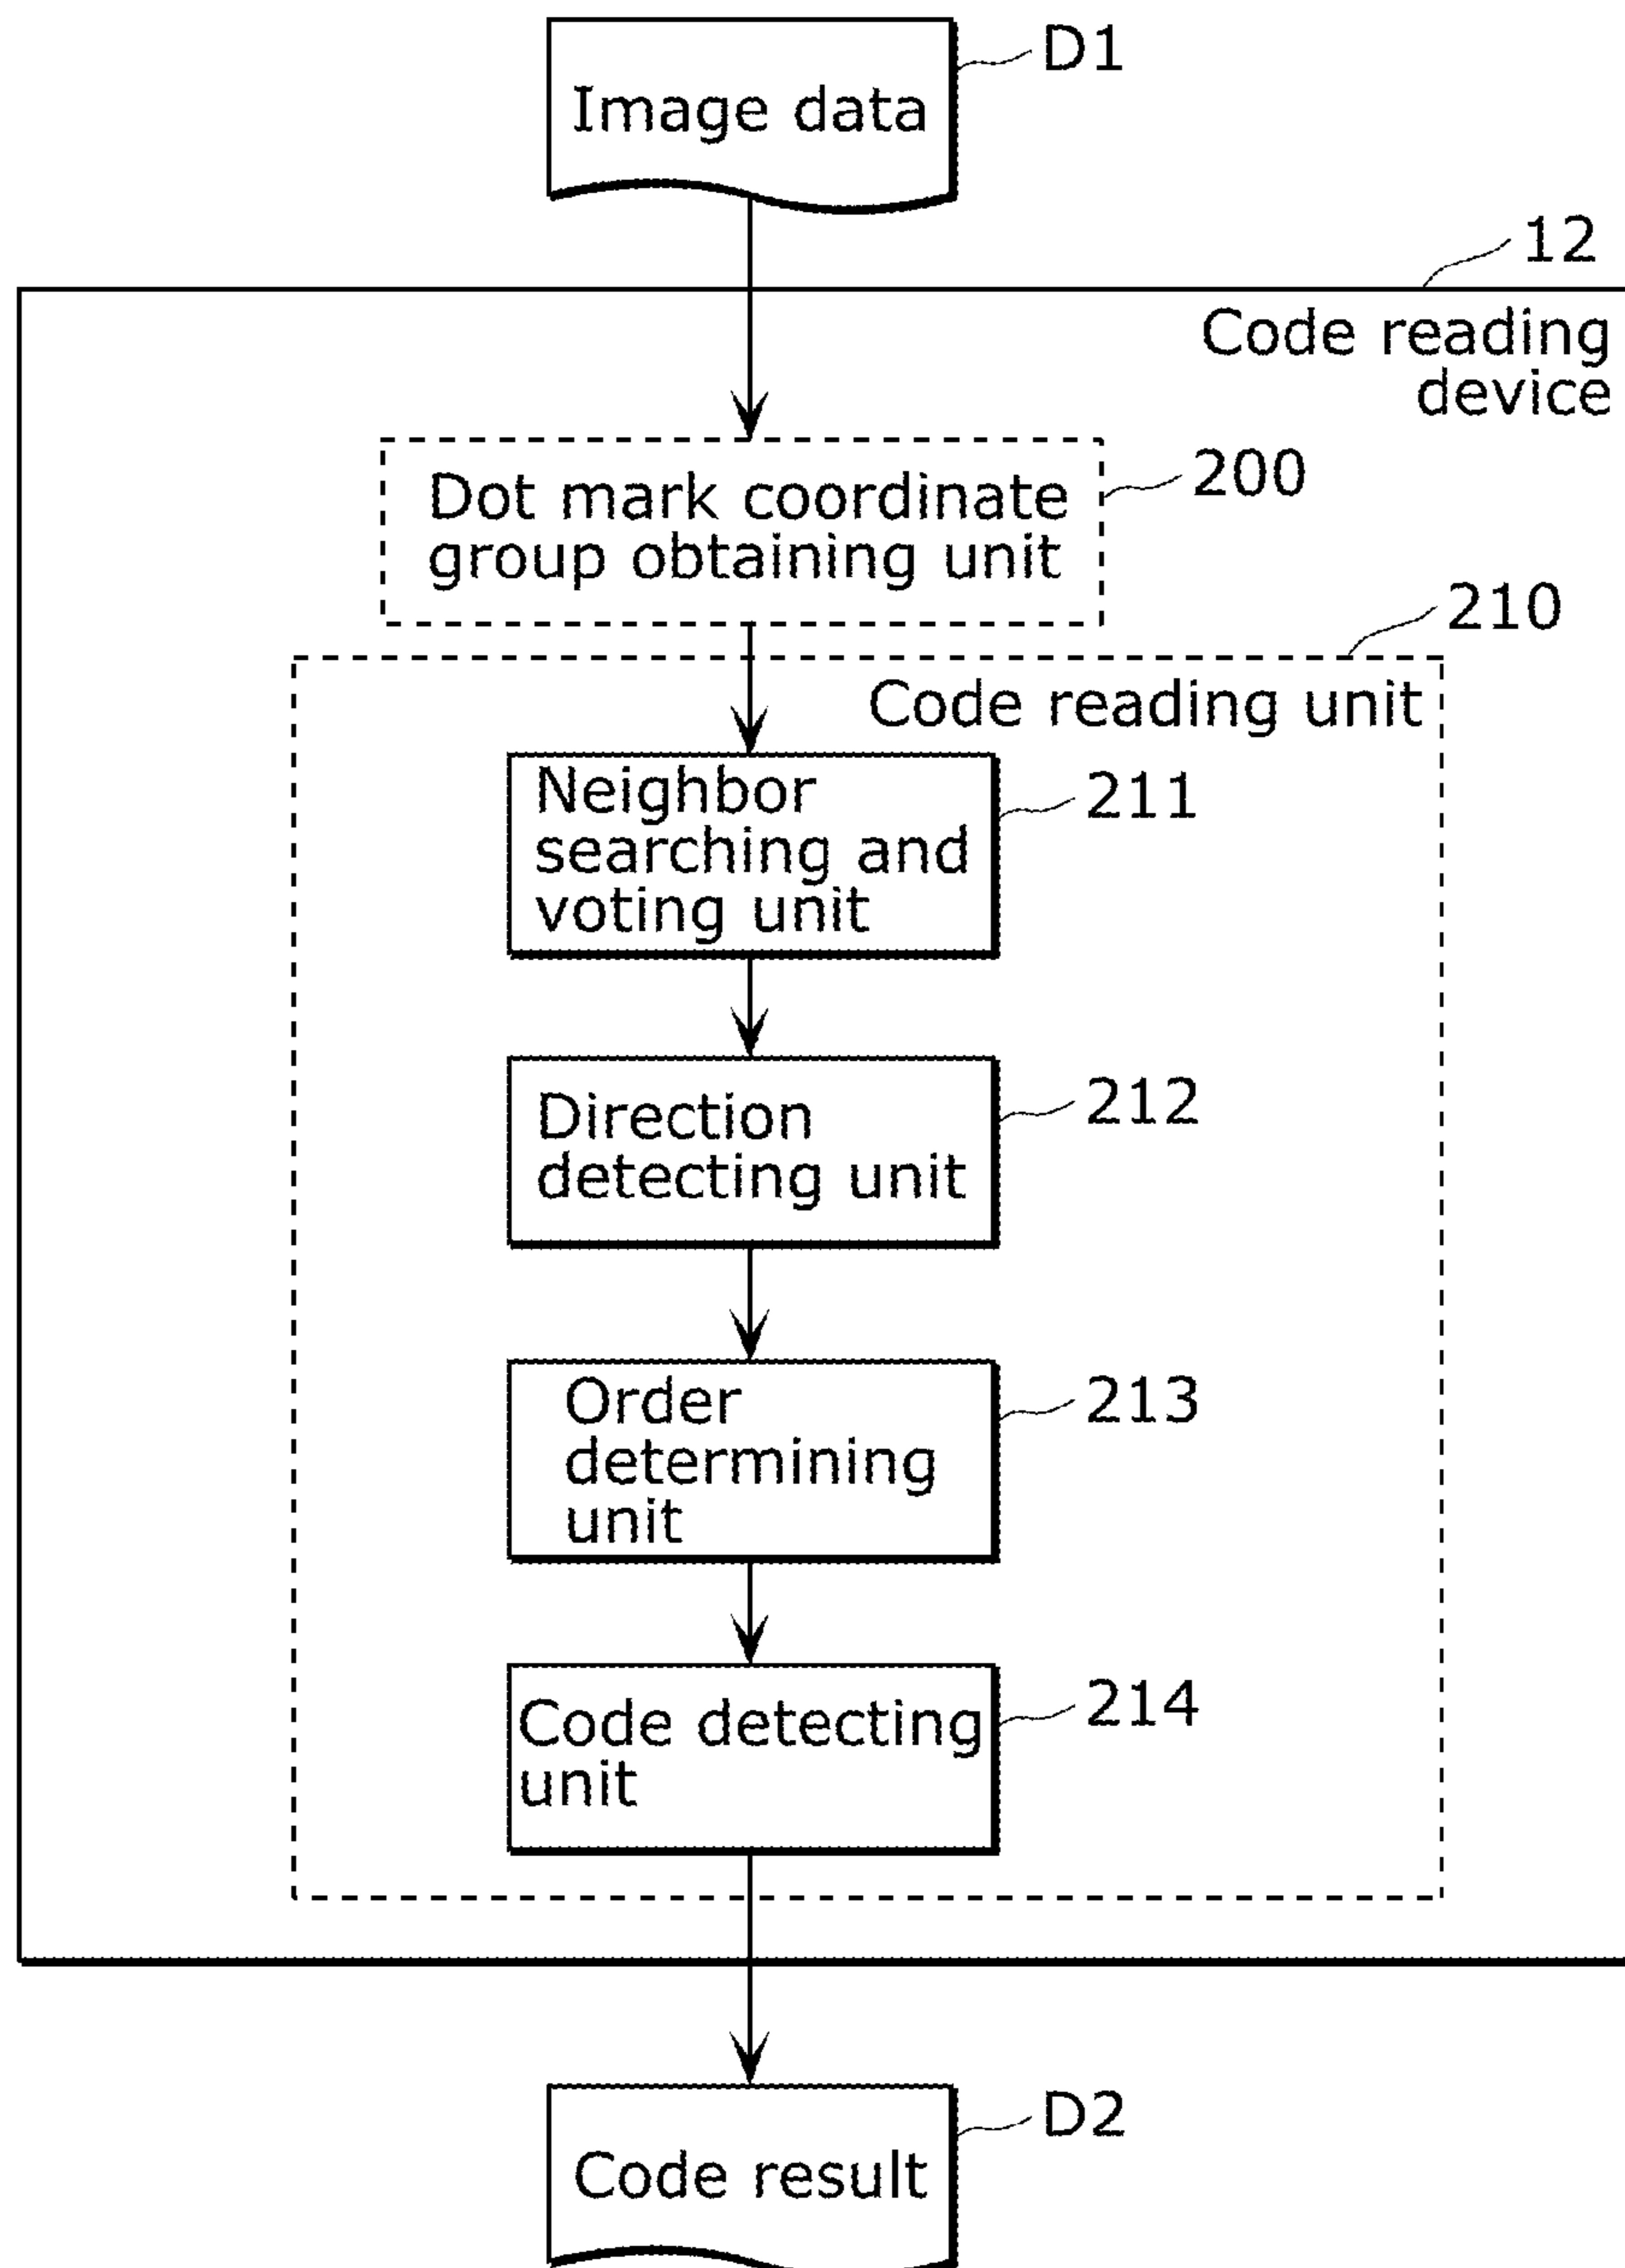 D1
Image data
12
Code reading
device
200
Dot mark coordinate
group obtaining unit
210
Code reading unit
211
Neighbor
searching and
voting unit
212
Direction
detecting unit
213
Order
determining
unit
214
Code detecting
unit
D2
Code result